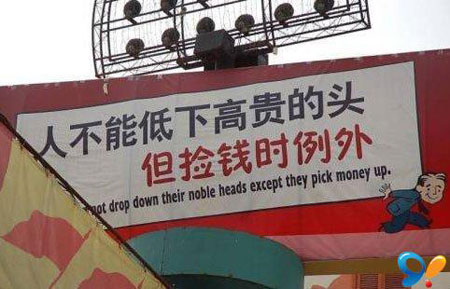 人不能低下高贵的头
但捡钱时例外
not drop down their noble heads except they pick money up.